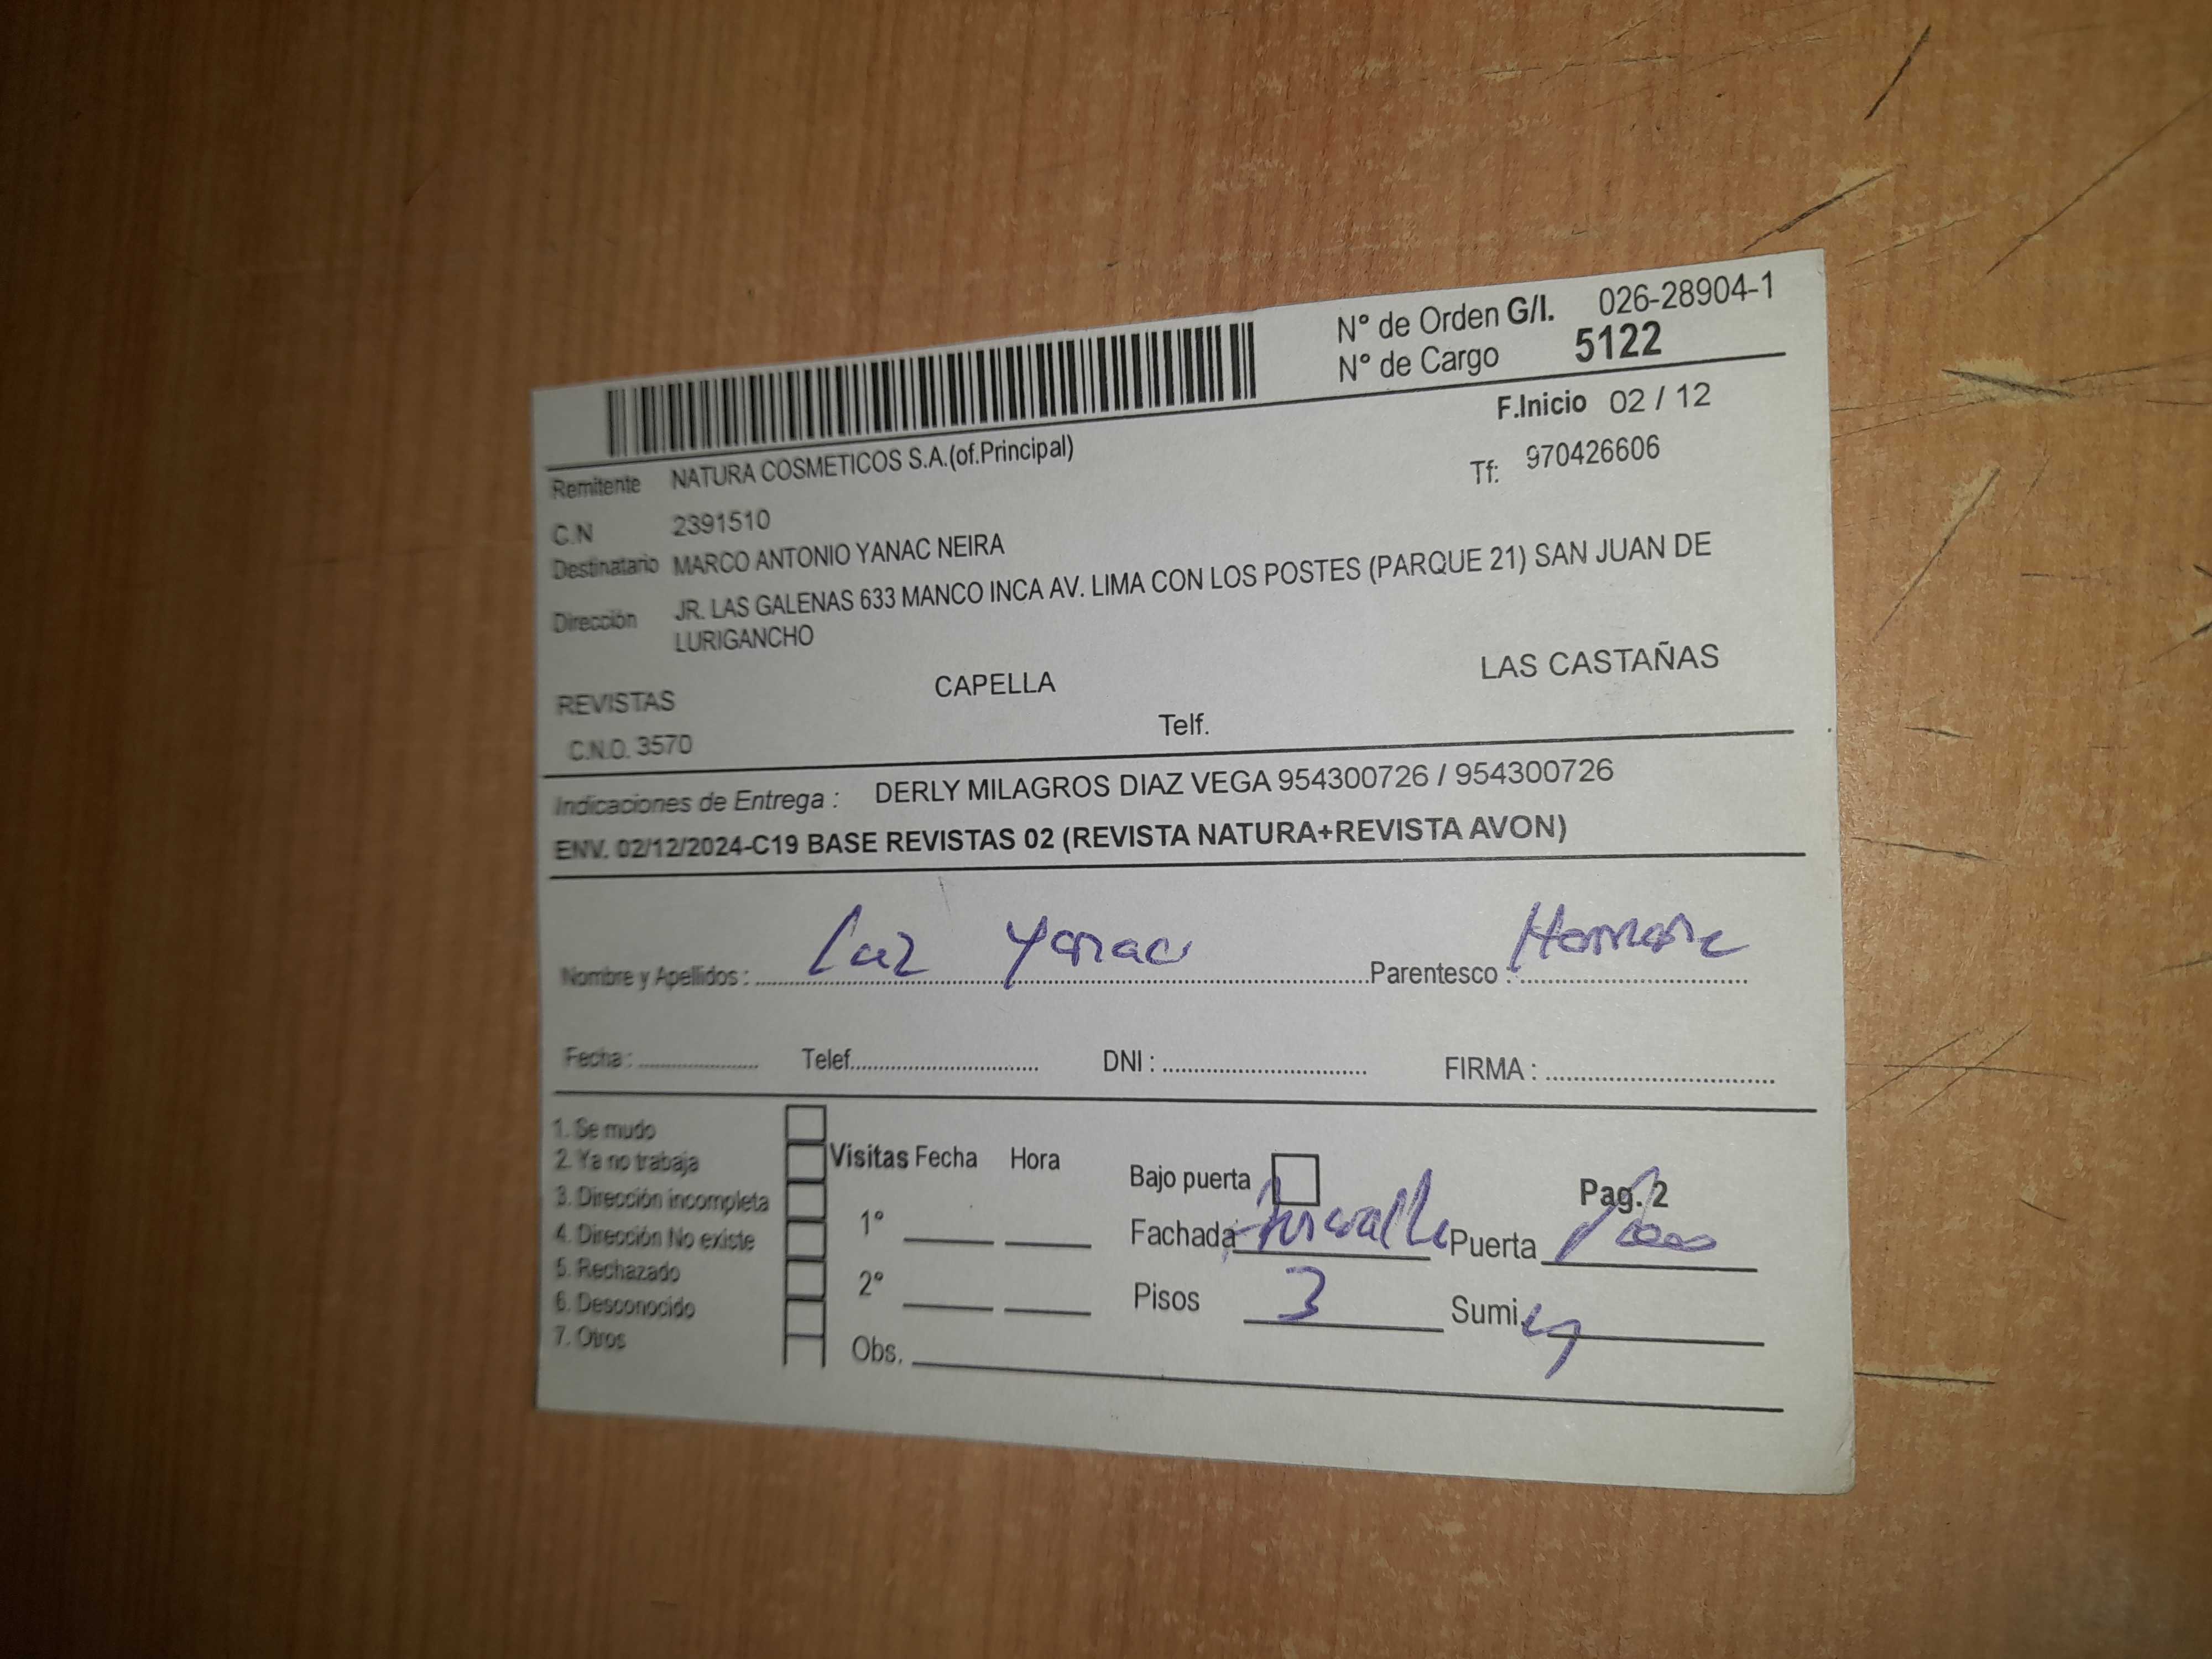 N° de Orden G/I. 026-28904-1
N° de Cargo 5122
F.Inicio 02 / 12
Remitente NATURA COSMETICOS S.A.(of.Principal)
Tf: 970426606
C.N 2391510
Destinatario MARCO ANTONIO YANAC NEIRA
Dirección JR. LAS GALENAS 633 MANCO INCA AV. LIMA CON LOS POSTES (PARQUE 21) SAN JUAN DE
LURIGANCHO
REVISTAS CAPELLA LAS CASTAÑAS
C.N.O. 3570 Telf.
Indicaciones de Entrega : DERLY MILAGROS DIAZ VEGA 954300726 / 954300726
ENV. 02/12/2024-C19 BASE REVISTAS 02 (REVISTA NATURA+REVISTA AVON)
Nombre y Apellidos : Luz Yanac Parentesco :
Fecha : Telef. DNI : FIRMA :
1. Se mudo
2. Ya no trabaja
3. Dirección incompleta
4. Dirección No existe
5. Rechazado
6. Desconocido
7. Otros
Visitas Fecha Hora
1°
2°
Obs.
Bajo puerta Pag. 2
Fachada Puerta
Pisos 3 Sumi.